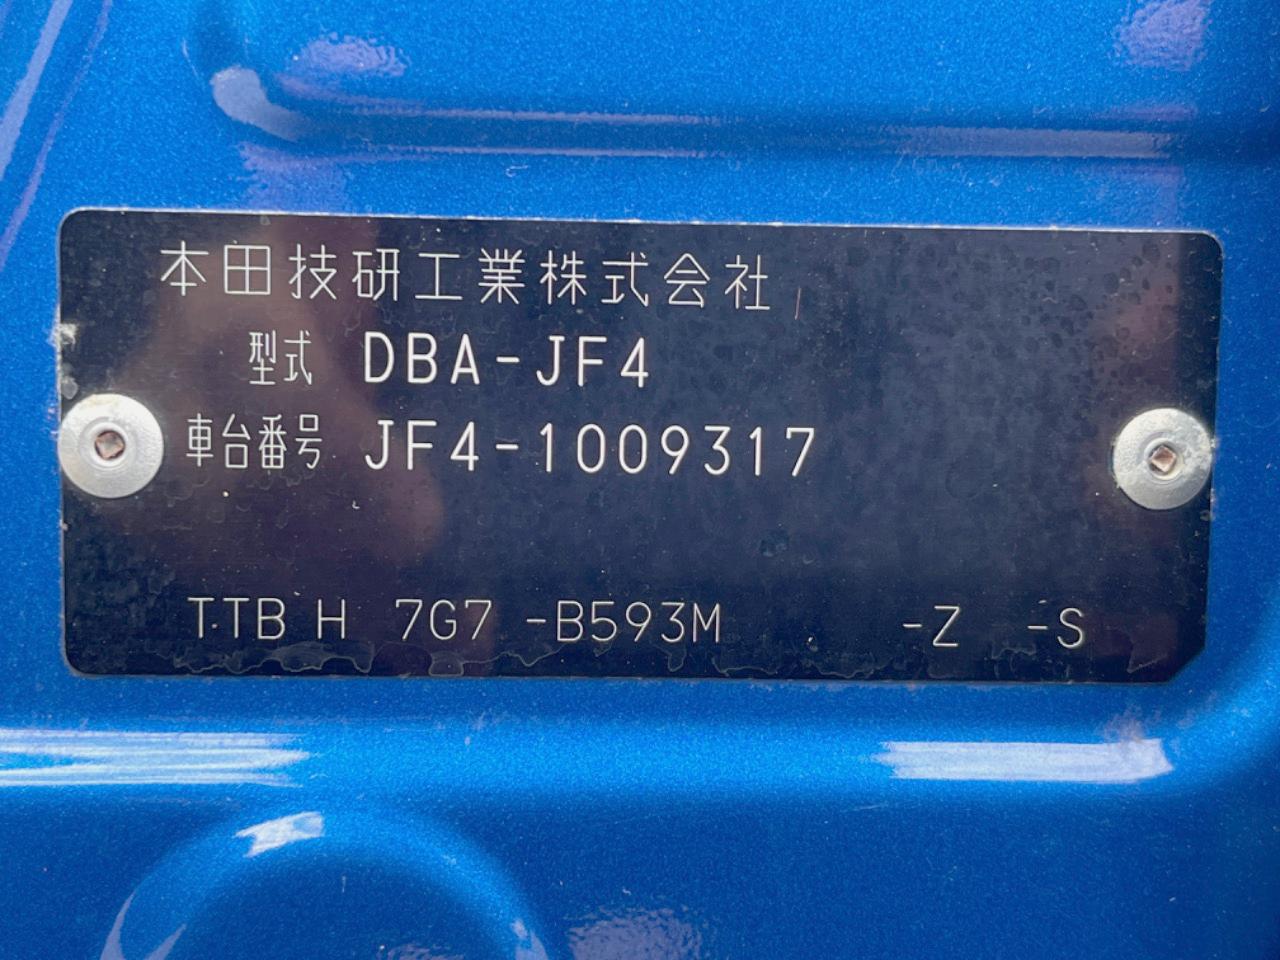 本田技研工業株式会社
型式 DBA-JF4
車台番号 JF4-1009317
TTB H 7G7 -B593M -Z -S